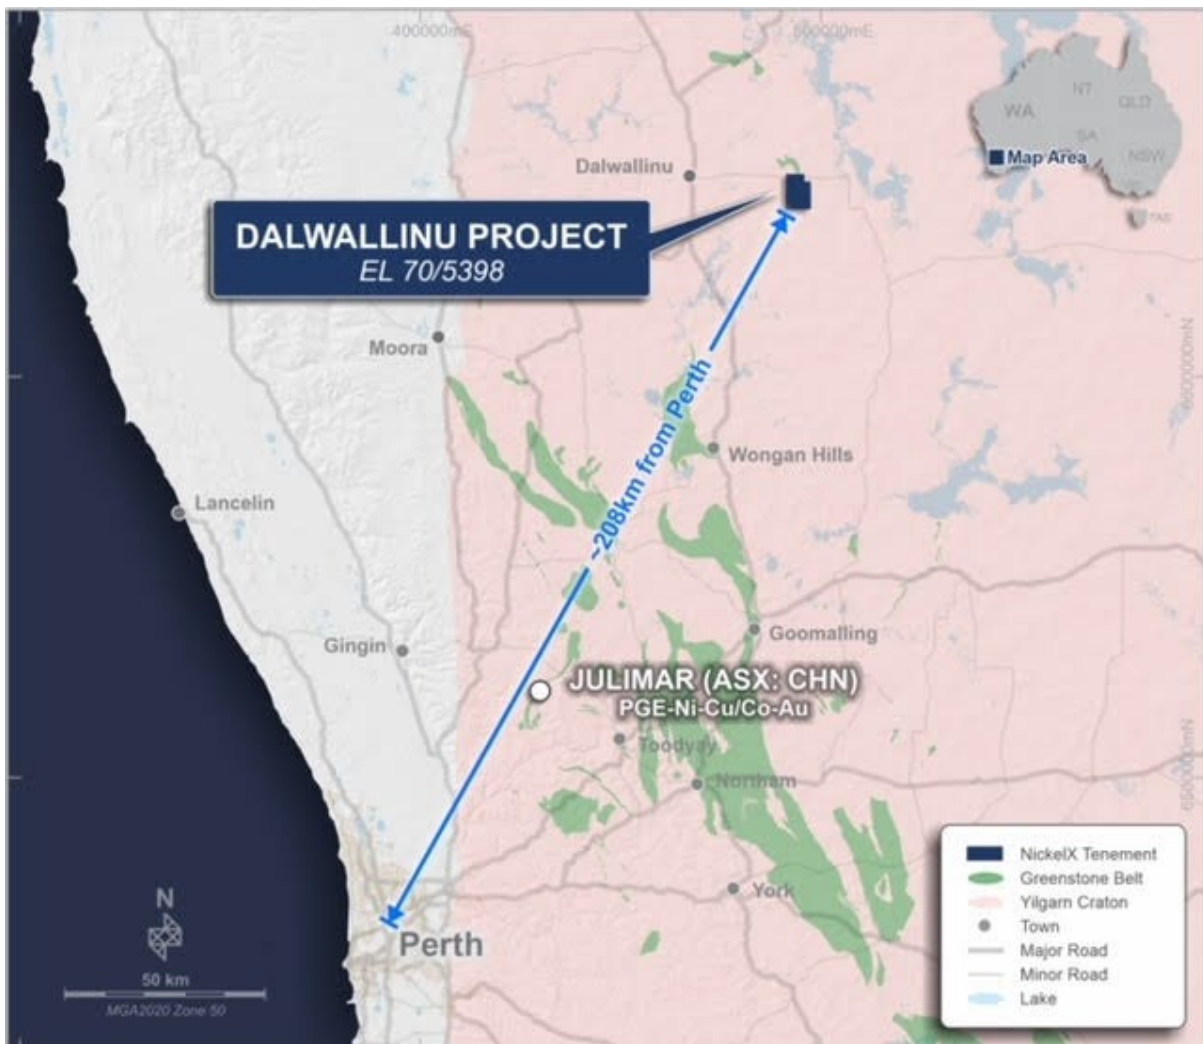 400000mE
500000mE
NT
QLD
WA
SA
NSW
TAS
Map Area
Dalwallinu
DALWALLINU PROJECT
EL 70/5398
Moora
6600000mN
~208km from Perth
Wongan Hills
Lancelin
Goomalling
Gingin
JULIMAR (ASX: CHN)
PGE-Ni-Cu/Co-Au
Toodyay
Northam
York
Perth
N
50 km
MGA2020 Zone 50
NickelX Tenement
Greenstone Belt
Yilgarn Craton
Town
Major Road
Minor Road
Lake